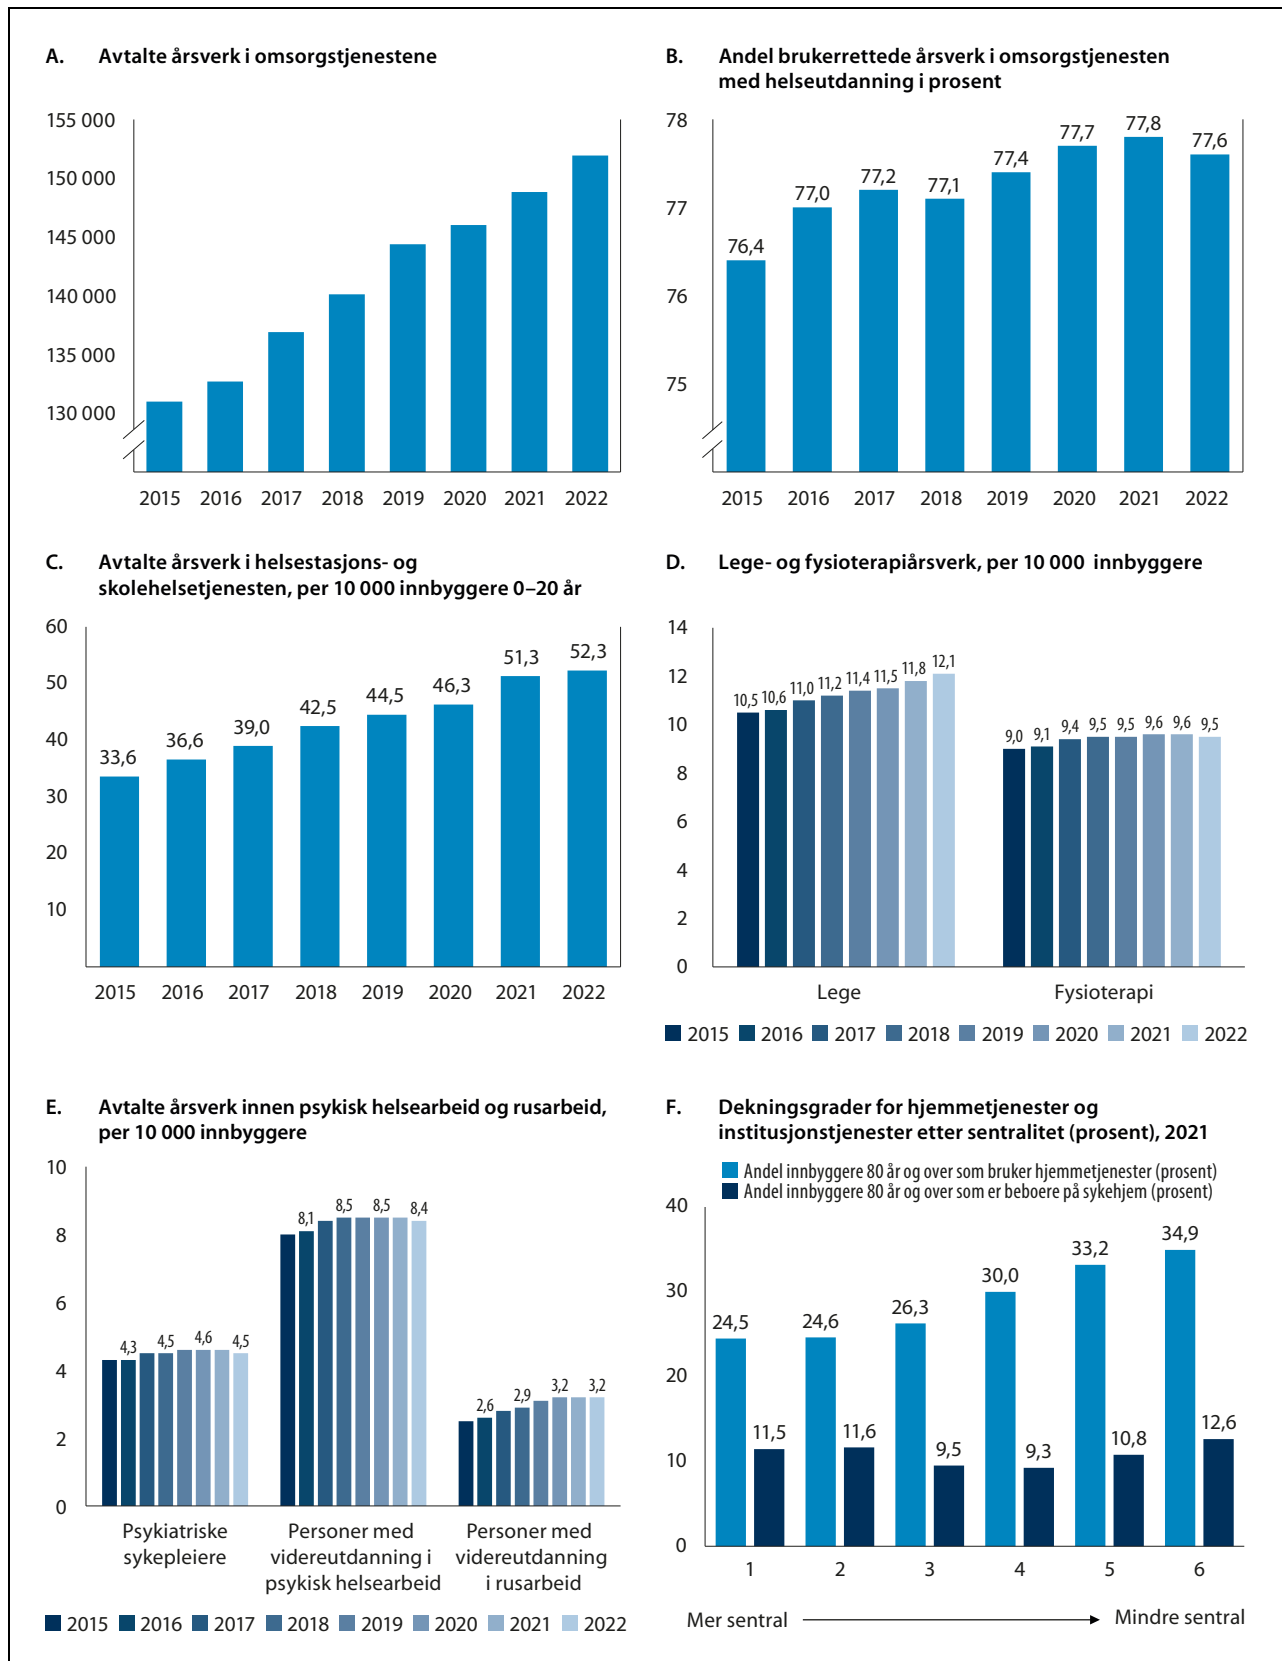 A. Avtalte årsverk i omsorgstjenestene
155 000
150 000
145 000
140 000
135 000
130 000
2015 2016 2017 2018 2019 2020 2021 2022
B. Andel brukerrettede årsverk i omsorgstjenesten
med helseutdanning i prosent
78
77
76
75
76,4 77,0 77,2 77,1 77,4 77,7 77,8 77,6
2015 2016 2017 2018 2019 2020 2021 2022
C. Avtalte årsverk i helsestasjons- og
skolehelsetjenesten, per 10 000 innbyggere 0–20 år
60
50
40
30
20
10
33,6 36,6 39,0 42,5 44,5 46,3 51,3 52,3
2015 2016 2017 2018 2019 2020 2021 2022
D. Lege- og fysioterapiårsverk, per 10 000 innbyggere
14
12
10
8
6
4
2
0
10,5 10,6 11,0 11,2 11,4 11,5 11,8 12,1
9,0 9,1 9,4 9,5 9,5 9,6 9,6 9,5
Lege Fysioterapi
2015 2016 2017 2018 2019 2020 2021 2022
E. Avtalte årsverk innen psykisk helsearbeid og rusarbeid,
per 10 000 innbyggere
10
8
6
4
2
0
4,3 4,5 4,6 4,5
8,1 8,5 8,5 8,4
2,6 2,9 3,2 3,2
Psykiatriske
sykepleiere
Personer med
videreutdanning i
psykisk helsearbeid
Personer med
videreutdanning
i rusarbeid
2015 2016 2017 2018 2019 2020 2021 2022
F. Dekningsgrader for hjemmetjenester og
institusjonstjenester etter sentralitet (prosent), 2021
Andel innbyggere 80 år og over som bruker hjemmetjenester (prosent)
Andel innbyggere 80 år og over som er beboere på sykehjem (prosent)
40
30
20
10
0
24,5 24,6 26,3 30,0 33,2 34,9
11,5 11,6 9,5 9,3 10,8 12,6
1 2 3 4 5 6
Mer sentral Mindre sentral